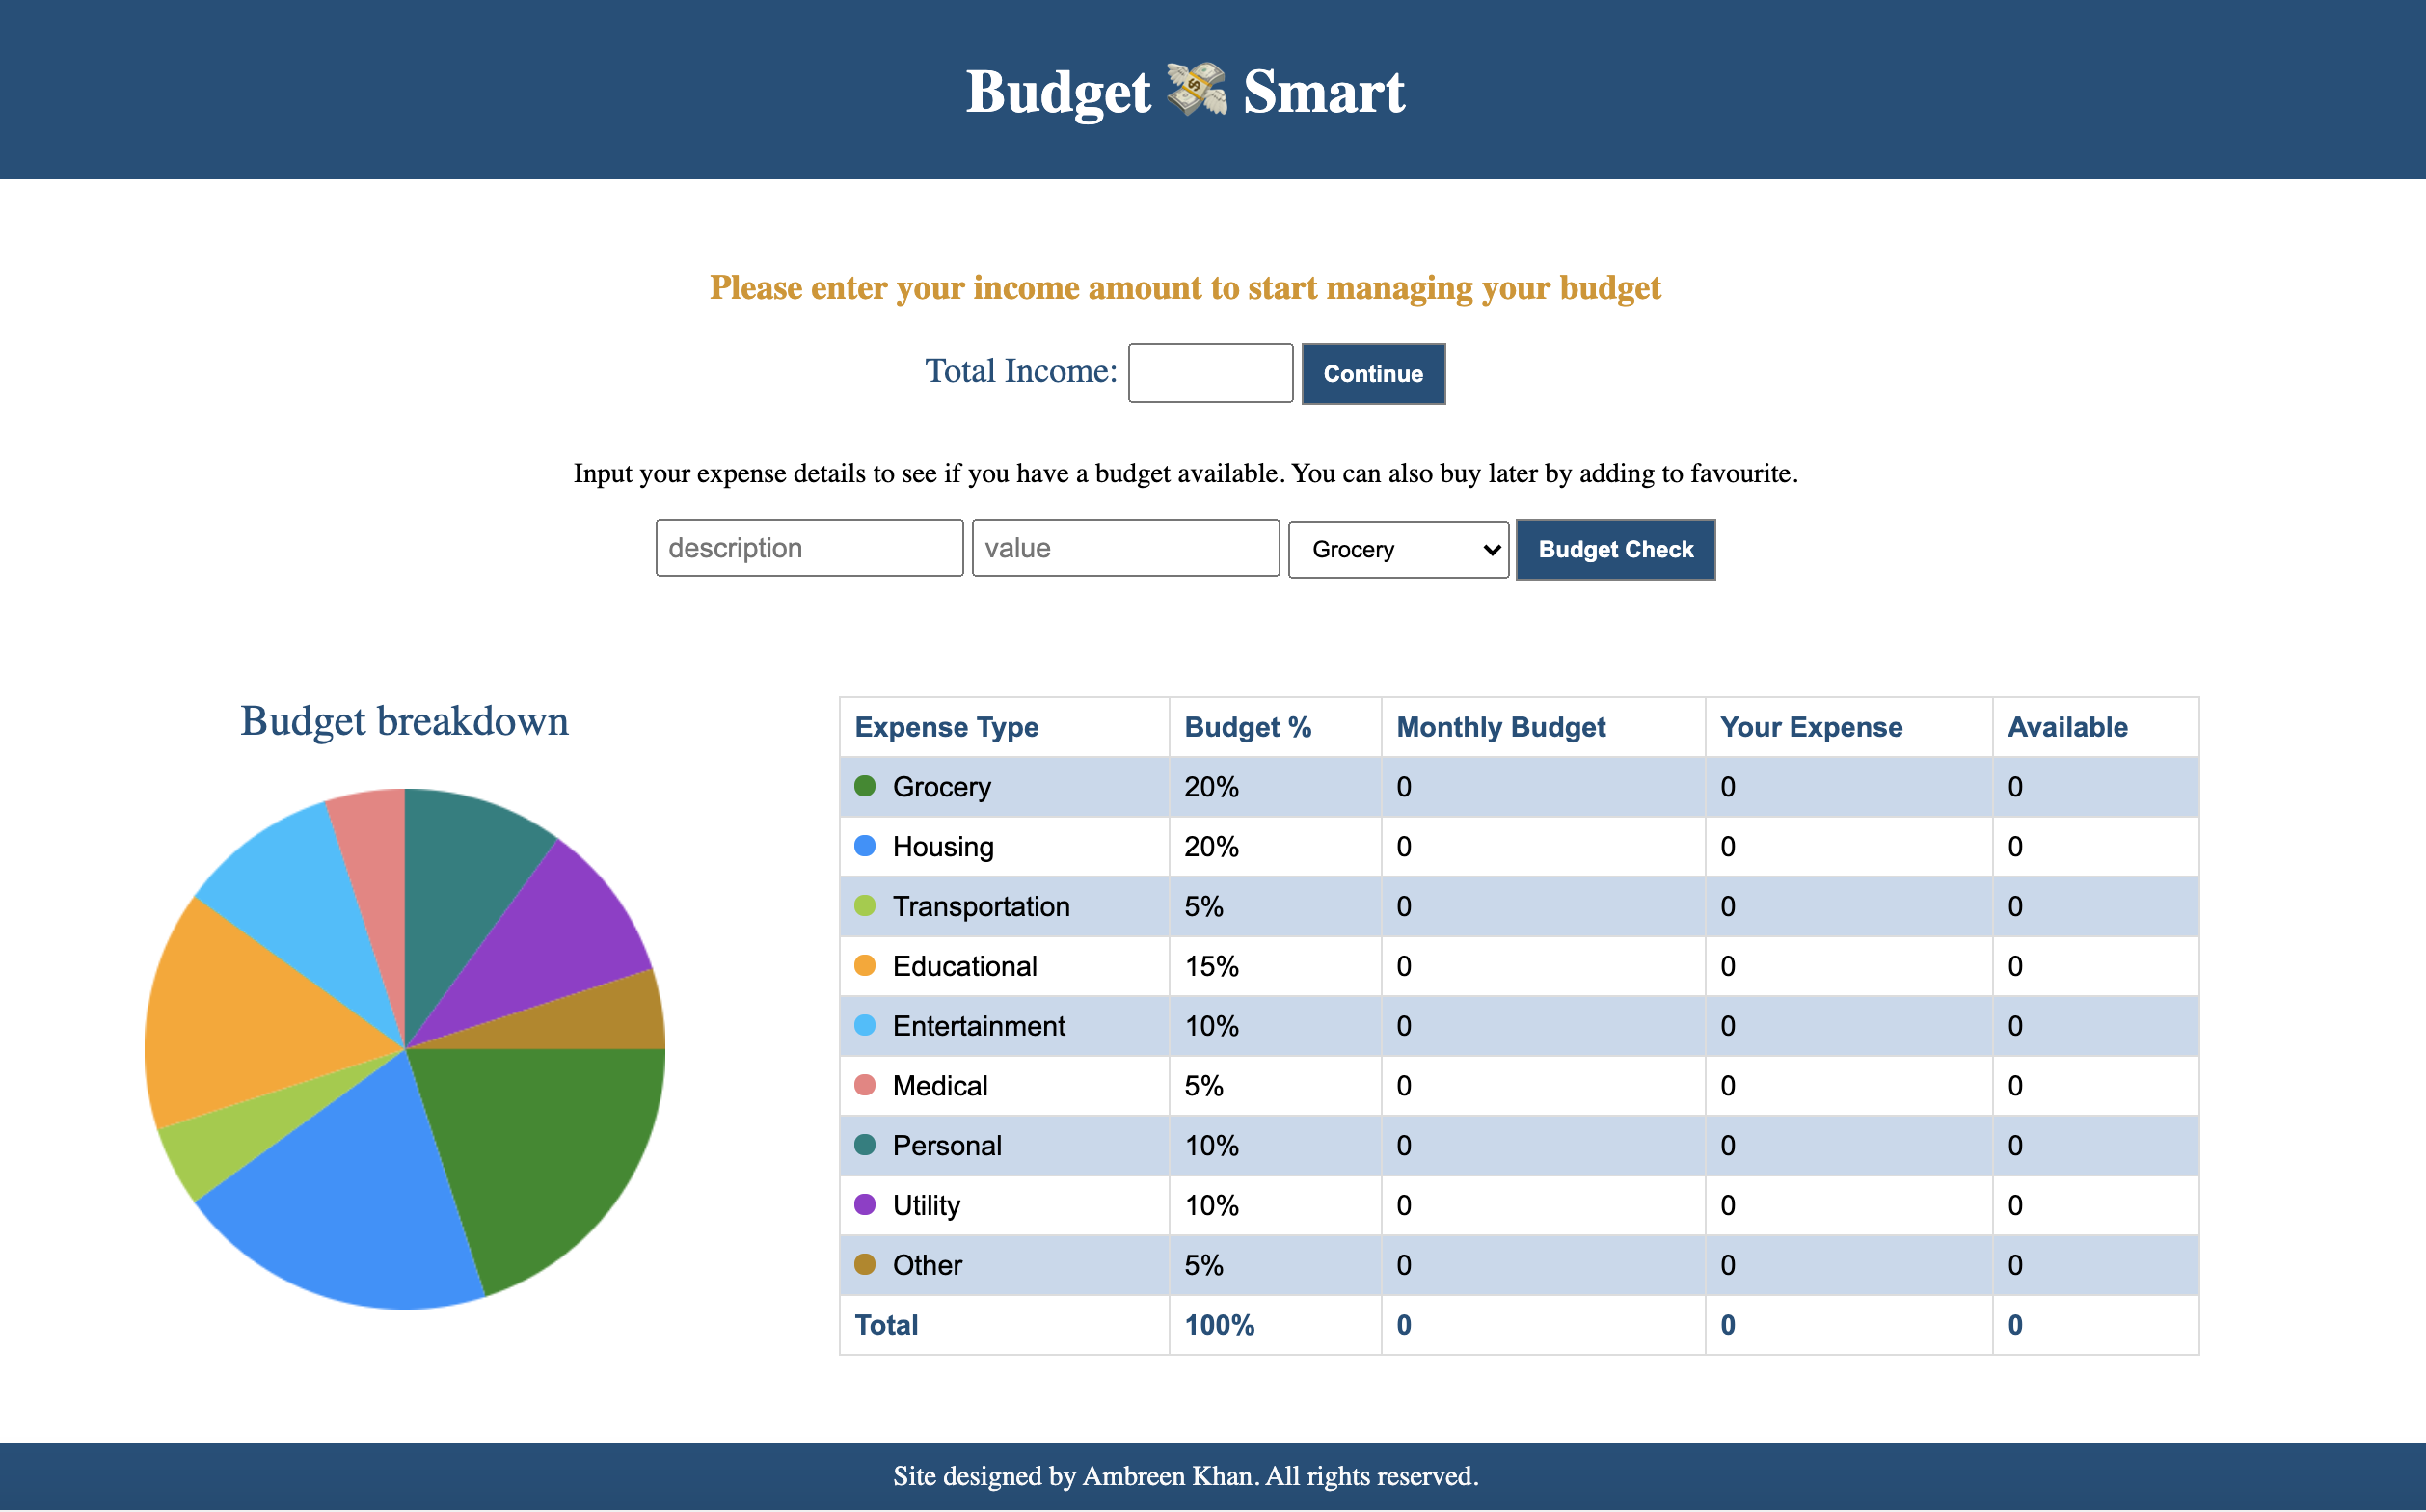 Budget 💸 Smart
Please enter your income amount to start managing your budget
Total Income: Continue
Input your expense details to see if you have a budget available. You can also buy later by adding to favourite.
description value Grocery Budget Check
Budget breakdown
Expense Type Budget % Monthly Budget Your Expense Available
Grocery 20% 0 0 0
Housing 20% 0 0 0
Transportation 5% 0 0 0
Educational 15% 0 0 0
Entertainment 10% 0 0 0
Medical 5% 0 0 0
Personal 10% 0 0 0
Utility 10% 0 0 0
Other 5% 0 0 0
Total 100% 0 0 0
Site designed by Ambreen Khan. All rights reserved.